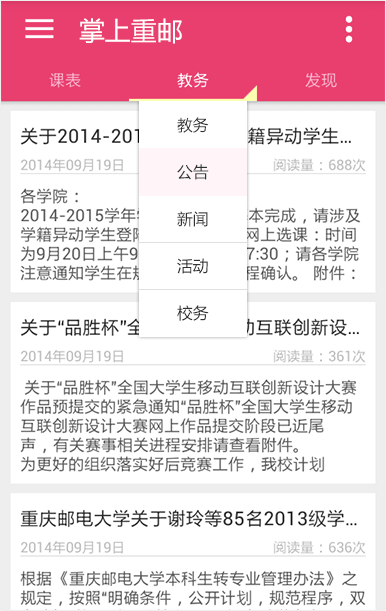 掌上重邮
课表
教务
发现
教务
公告
新闻
活动
校务
关于2014-201 籍异动学生…
2014年09月19日 阅读量：688次
各学院：
2014-2015学年 本完成，请涉及
学籍异动学生登 网上选课：时间
为9月20日上午9 7:30；请各学院
注意通知学生在规 程确认。 附件：
关于“品胜杯” 动互联创新设…
2014年09月19日 阅读量：361次
关于“品胜杯”全国大学生移动互联创新设计大赛
作品预提交的紧急通知“品胜杯”全国大学生移动
互联创新设计大赛网上作品提交阶段已近尾
声，有关赛事相关进程安排请查看附件。
为更好的组织落实好后竞赛工作，我校计划
重庆邮电大学关于谢玲等85名2013级学…
2014年09月19日 阅读量：636次
根据《重庆邮电大学本科生转专业管理办法》之
规定，按照“明确条件，公开计划，规范程序，双